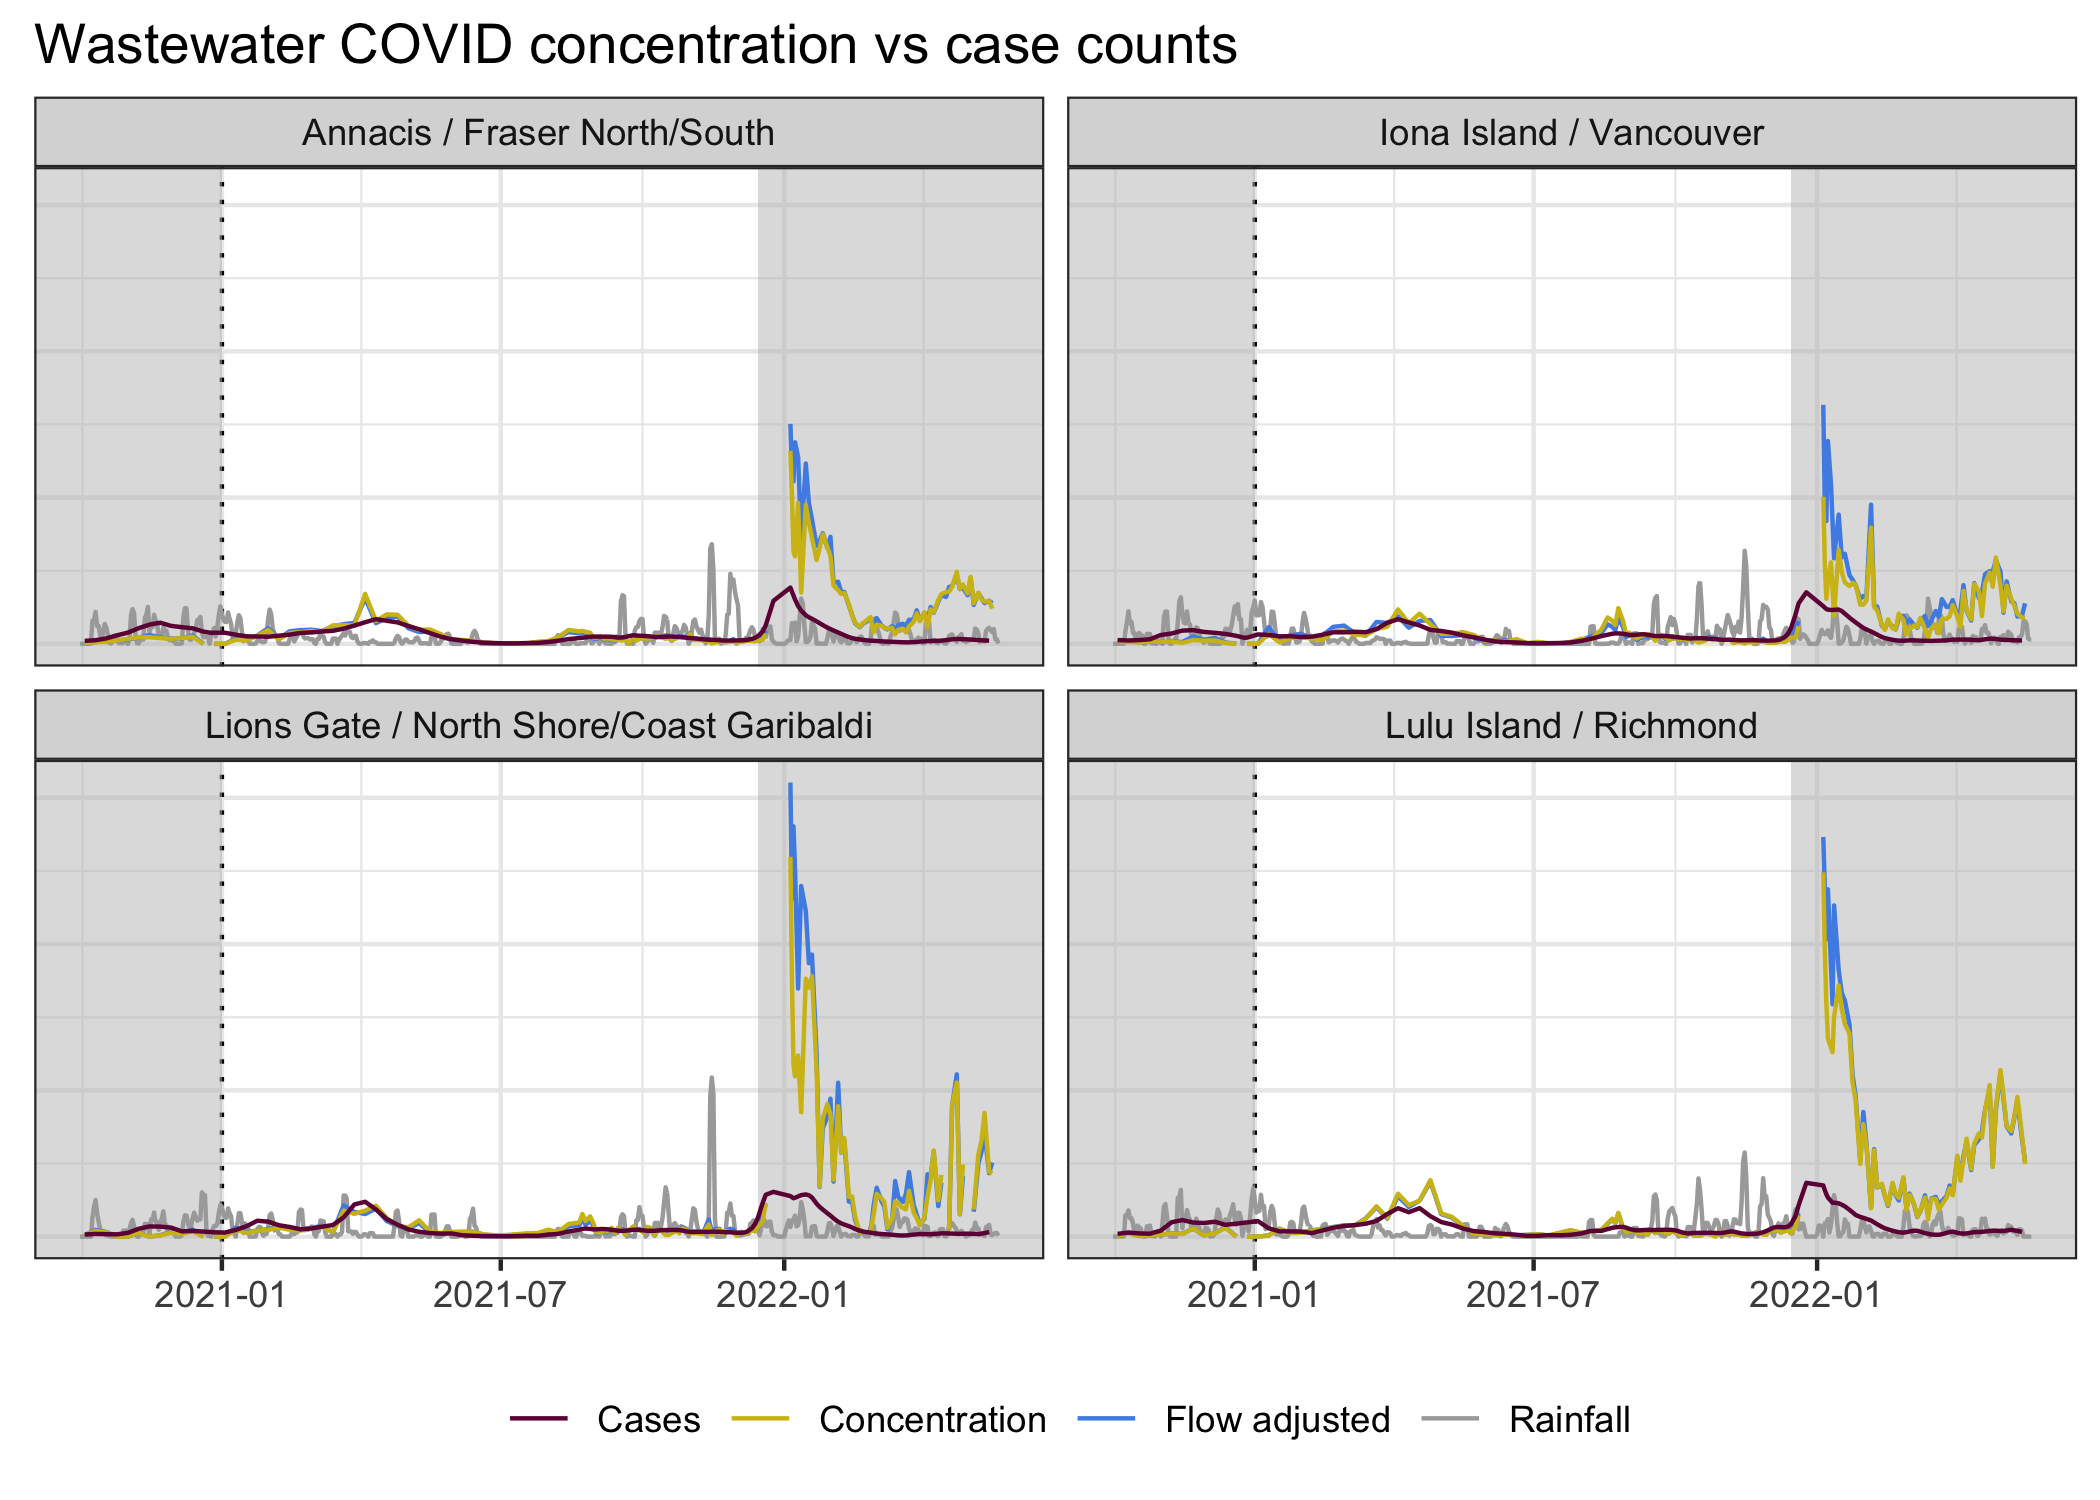 Wastewater COVID concentration vs case counts
Annacis / Fraser North/South
Iona Island / Vancouver
Lions Gate / North Shore/Coast Garibaldi
Lulu Island / Richmond
2021-01 2021-07 2022-01
2021-01 2021-07 2022-01
Cases Concentration Flow adjusted Rainfall